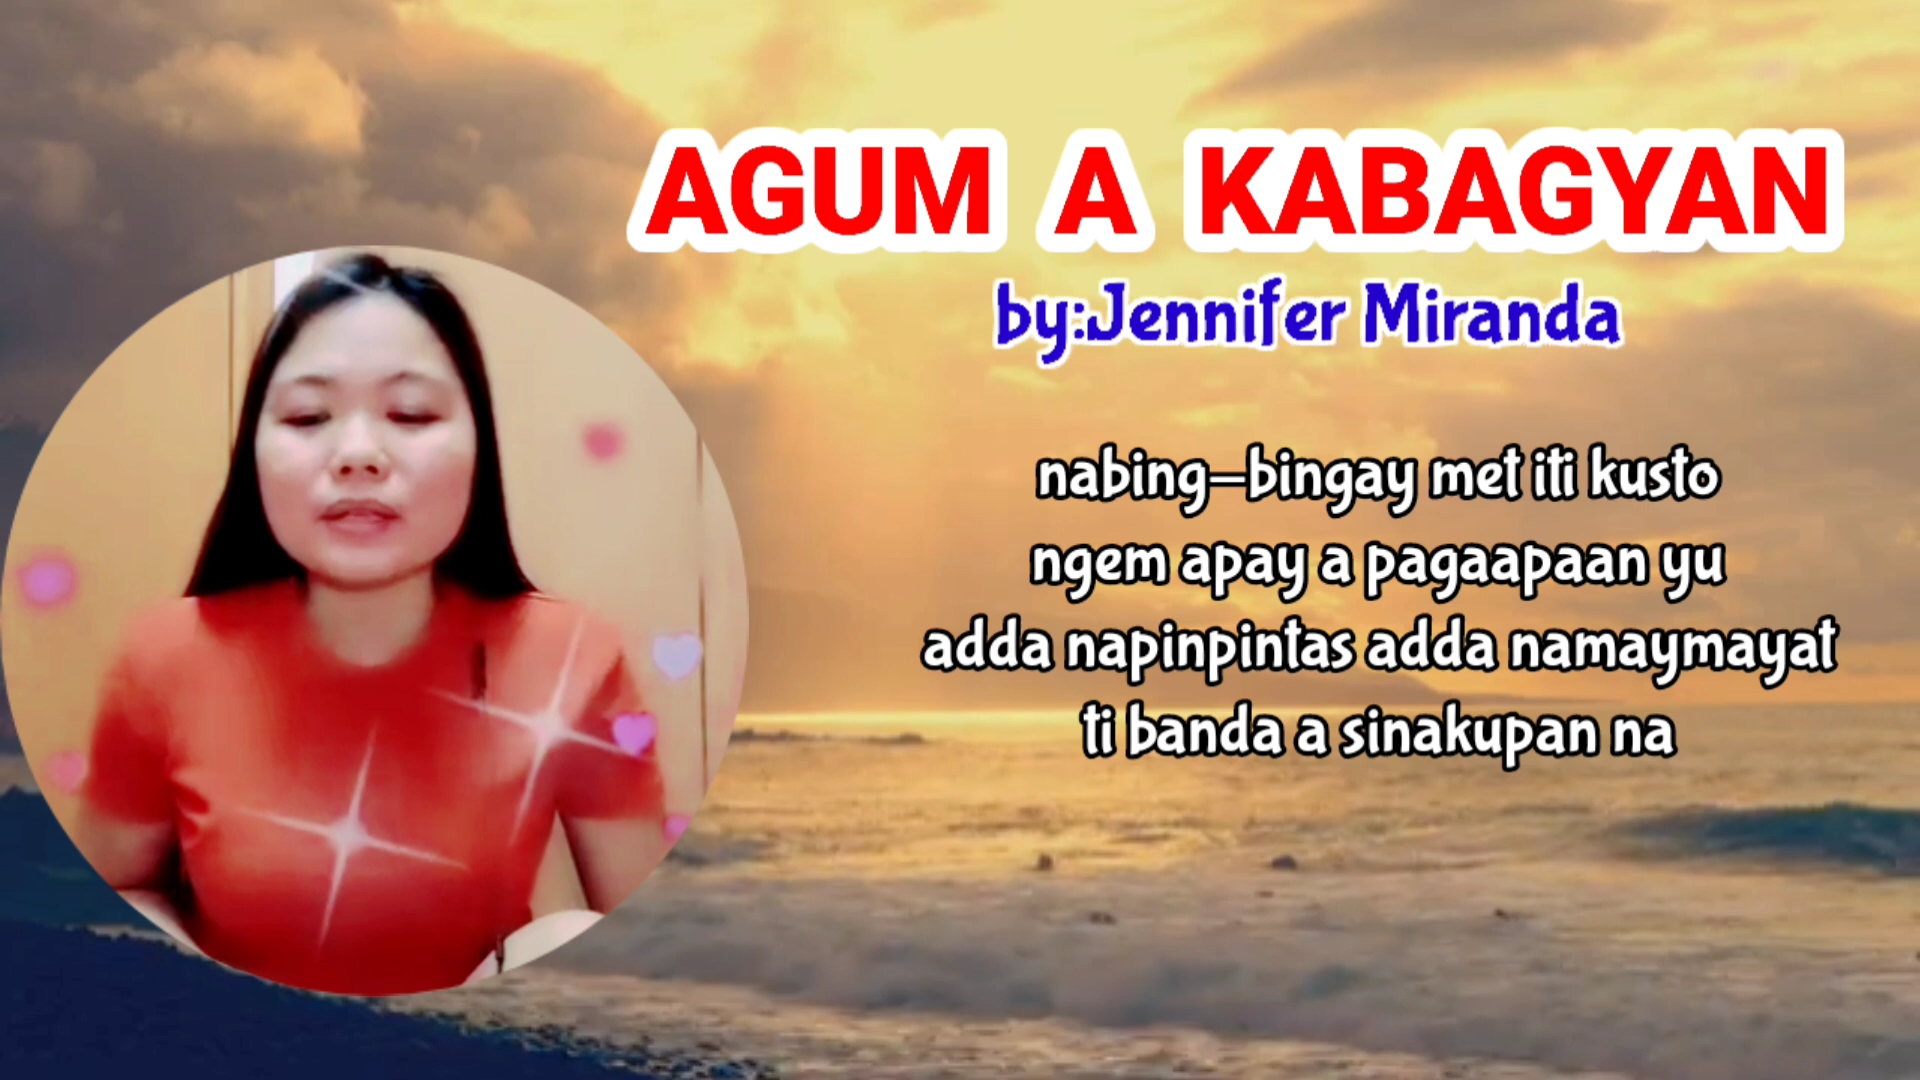 AGUM A KABAGYAN
by:Jennifer Miranda
nabing-bingay met iti kusto
ngem apay a pagaapaan yu
adda napinpintas adda namaymayat
ti banda a sinakupan na